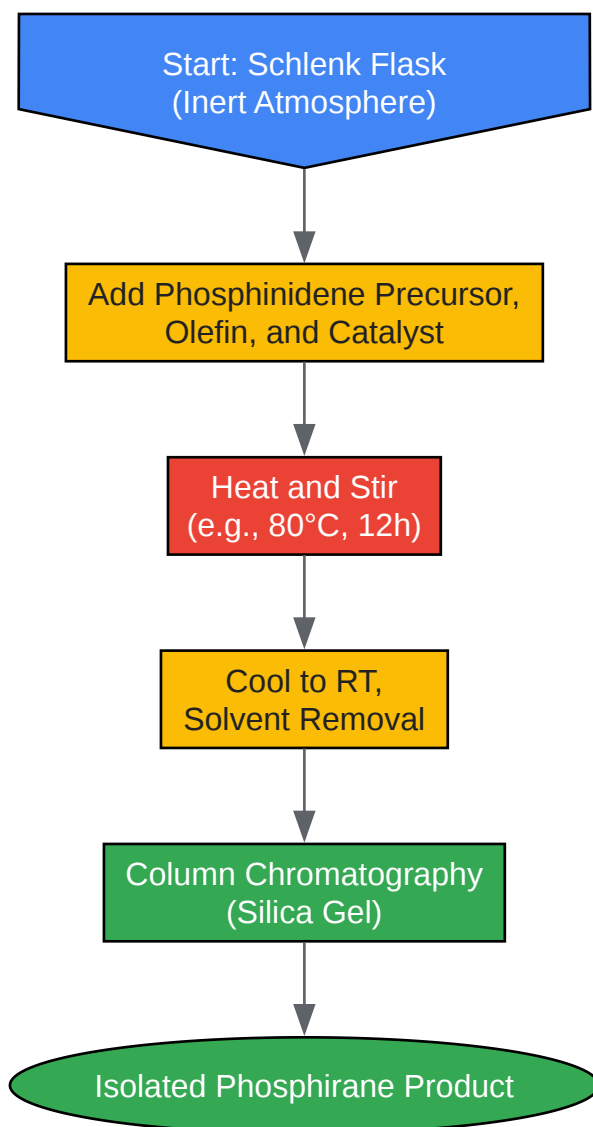 Start: Schlenk Flask
(Inert Atmosphere)
Add Phosphinidene Precursor,
Olefin, and Catalyst
Heat and Stir
(e.g., 80°C, 12h)
Cool to RT,
Solvent Removal
Column Chromatography
(Silica Gel)
Isolated Phosphirane Product